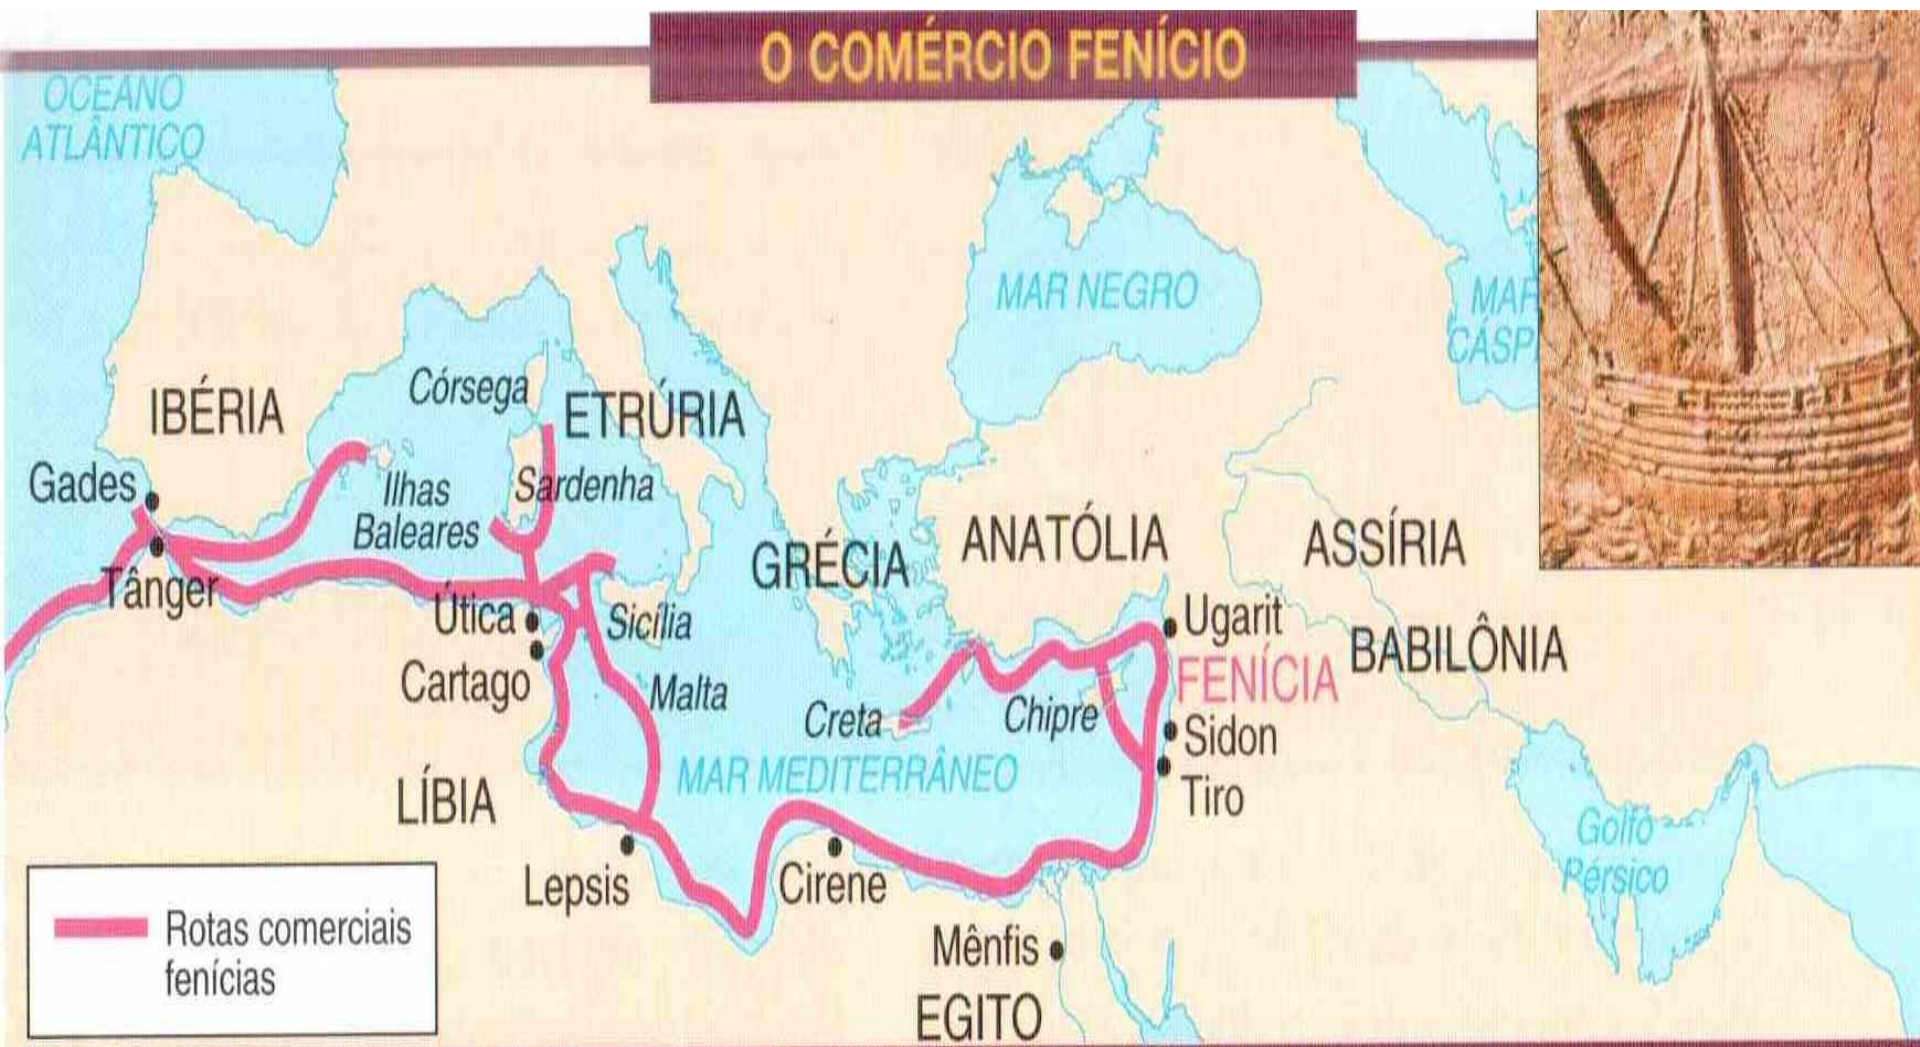 O COMÉRCIO FENÍCIO
OCEANO
ATLÂNTICO
MAR NEGRO
MAR
CÁSPI
Córsega
IBÉRIA
ETRÚRIA
Gades
Ilhas
Baleares
Sardenha
GRÉCIA
ANATÓLIA
ASSÍRIA
Tânger
Útica
Sicília
Ugarit
BABILÔNIA
Cartago
Malta
FENÍCIA
Creta
Chipre
Sidon
MAR MEDITERRÂNEO
Tiro
LÍBIA
Golfo
Pérsico
Lepsis
Cirene
Rotas comerciais
fenícias
Mênfis
EGITO